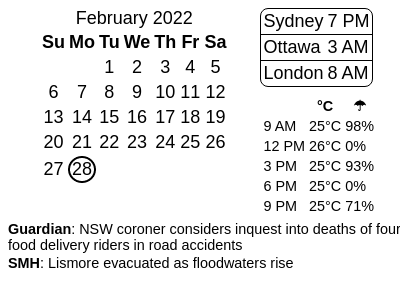 February 2022
Su Mo Tu We Th Fr Sa
1 2 3 4 5
6 7 8 9 10 11 12
13 14 15 16 17 18 19
20 21 22 23 24 25 26
27 28
Sydney 7 PM
Ottawa 3 AM
London 8 AM
°C ☂
9 AM 25°C 98%
12 PM 26°C 0%
3 PM 25°C 93%
6 PM 25°C 0%
9 PM 25°C 71%
Guardian: NSW coroner considers inquest into deaths of four
food delivery riders in road accidents
SMH: Lismore evacuated as floodwaters rise